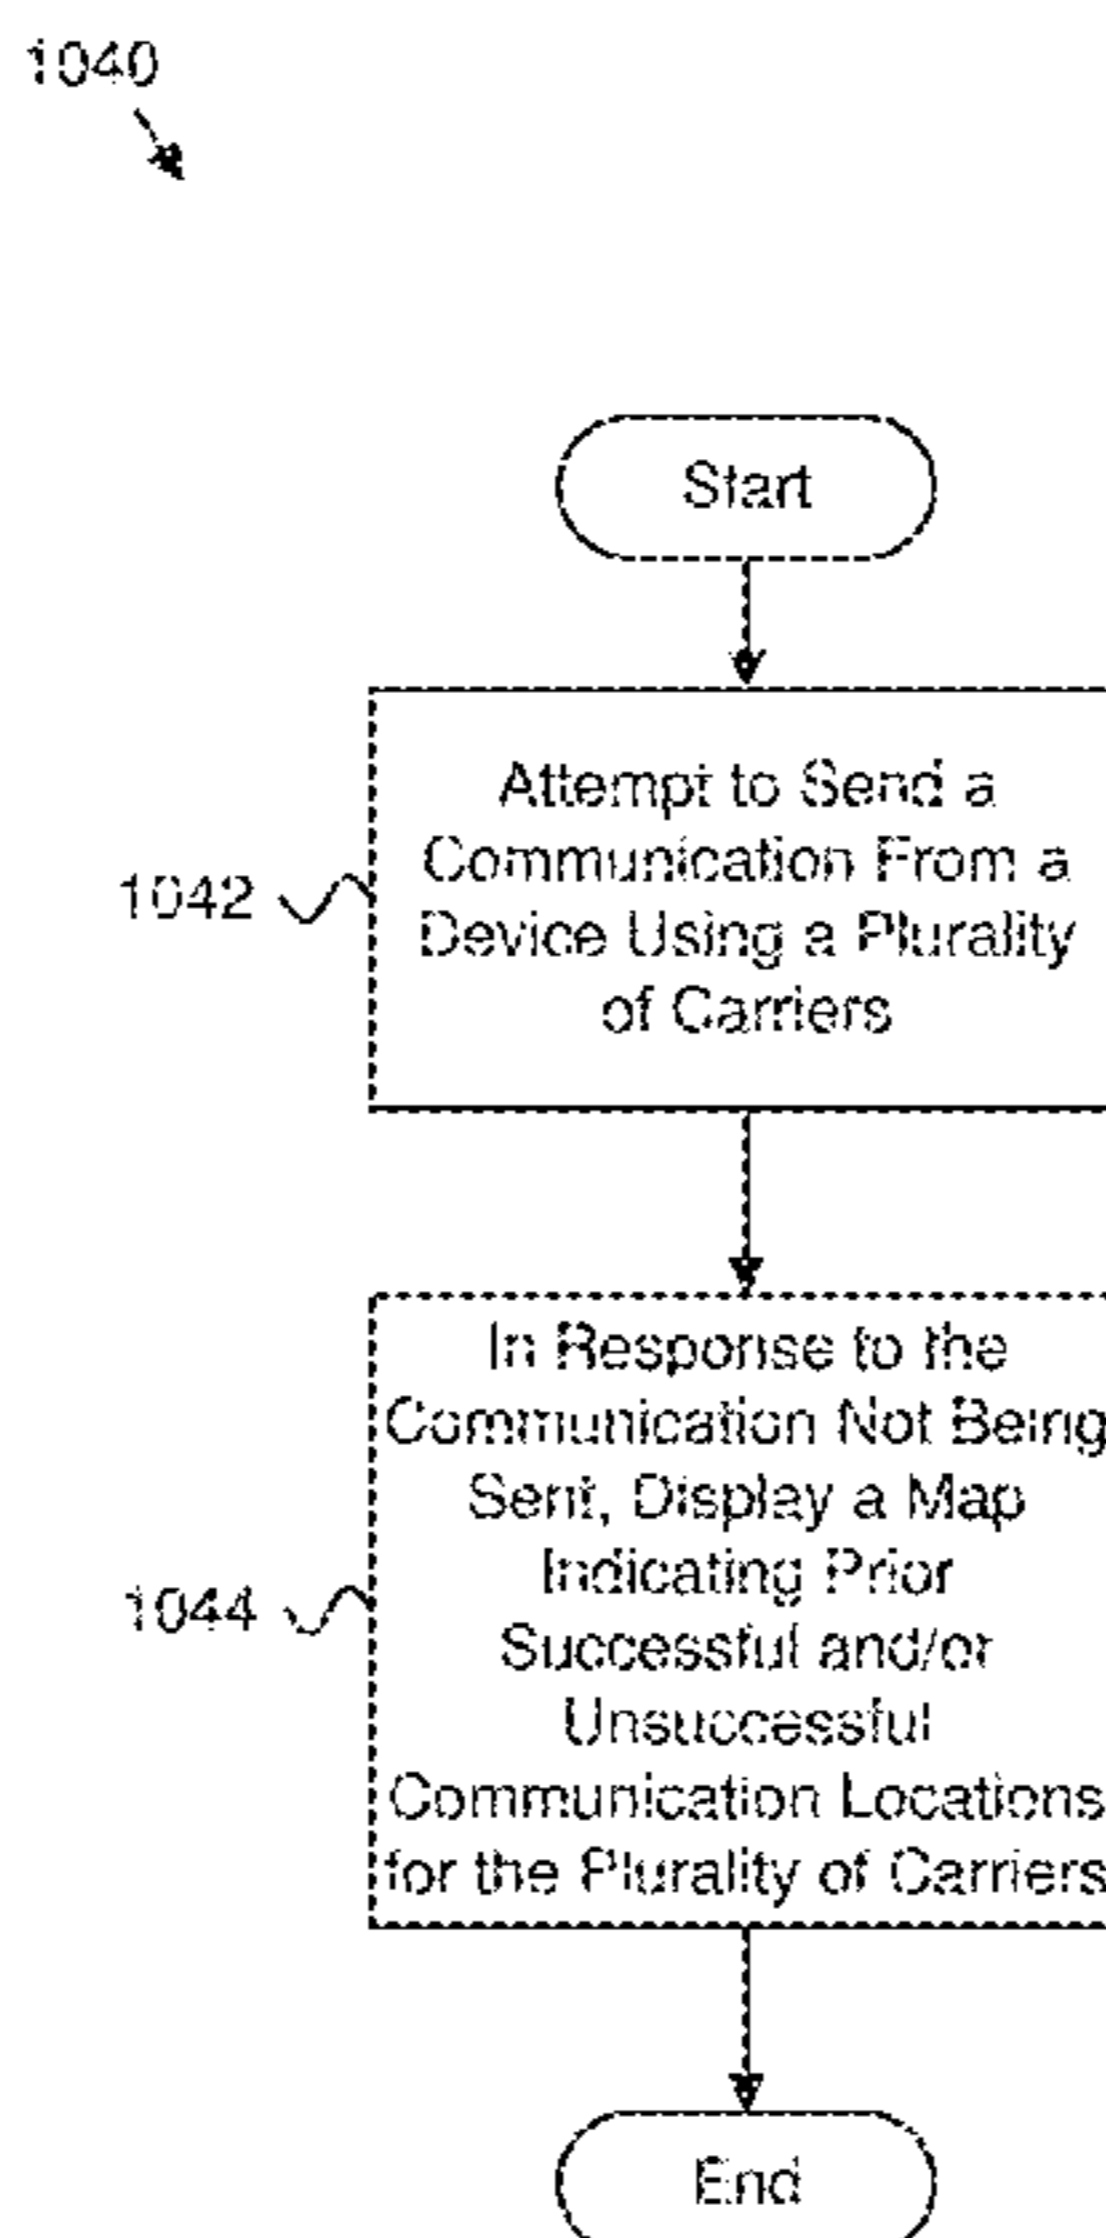 1040
Start
Attempt to Send a
Communication From a
Device Using a Plurality
of Carriers
1042
In Response to the
Communication Not Being
Sent, Display a Map
Indicating Prior
Successful and/or
Unsuccessful
Communication Locations
for the Plurality of Carriers
1044
End